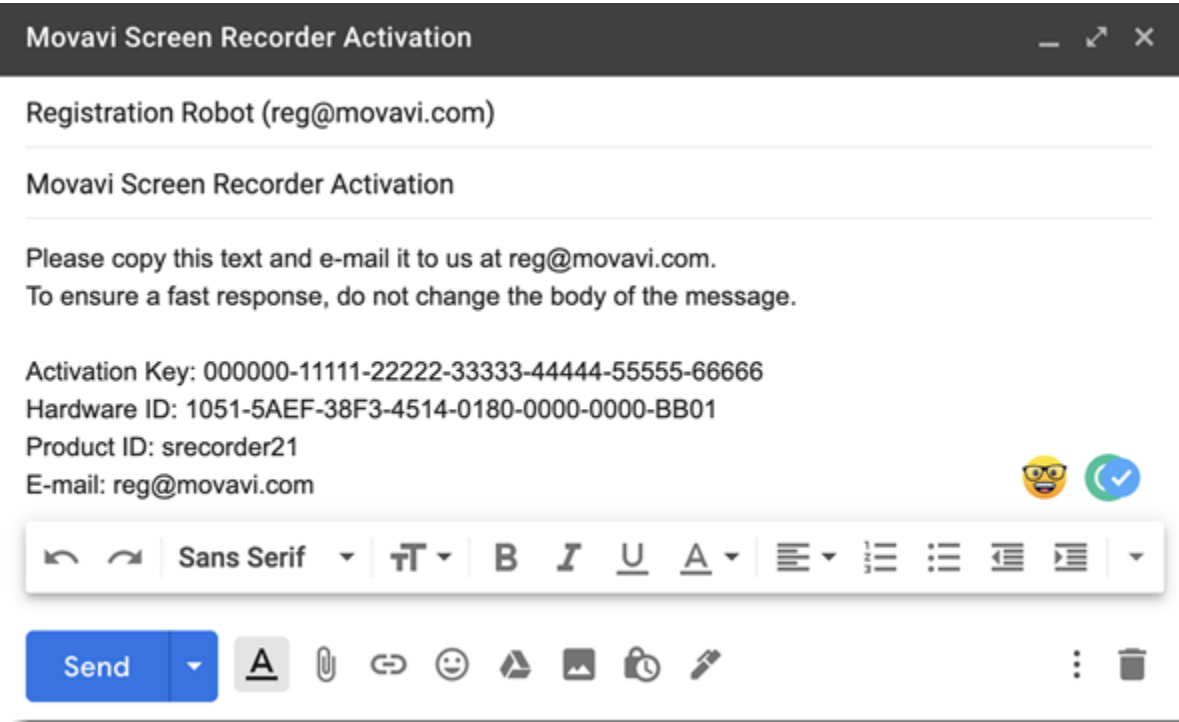 Movavi Screen Recorder Activation
Registration Robot (reg@movavi.com)
Movavi Screen Recorder Activation
Please copy this text and e-mail it to us at reg@movavi.com.
To ensure a fast response, do not change the body of the message.
Activation Key: 000000-11111-22222-33333-44444-55555-66666
Hardware ID: 1051-5AEF-38F3-4514-0180-0000-0000-BB01
Product ID: srecorder21
E-mail: reg@movavi.com
Sans Serif TT B I U A
Send A